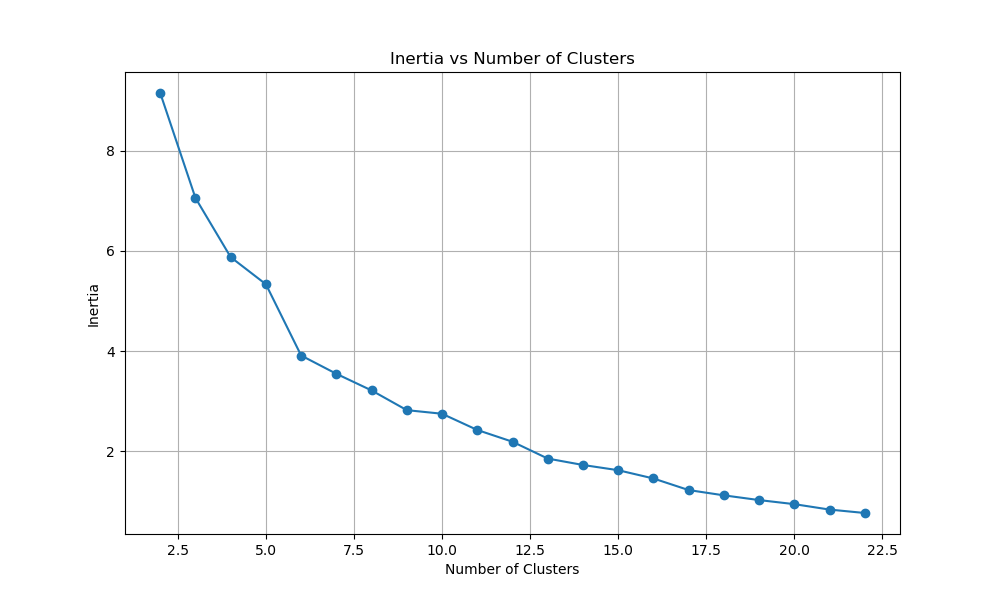 Inertia vs Number of Clusters
Inertia
8
6
4
2
2.5 5.0 7.5 10.0 12.5 15.0 17.5 20.0 22.5
Number of Clusters